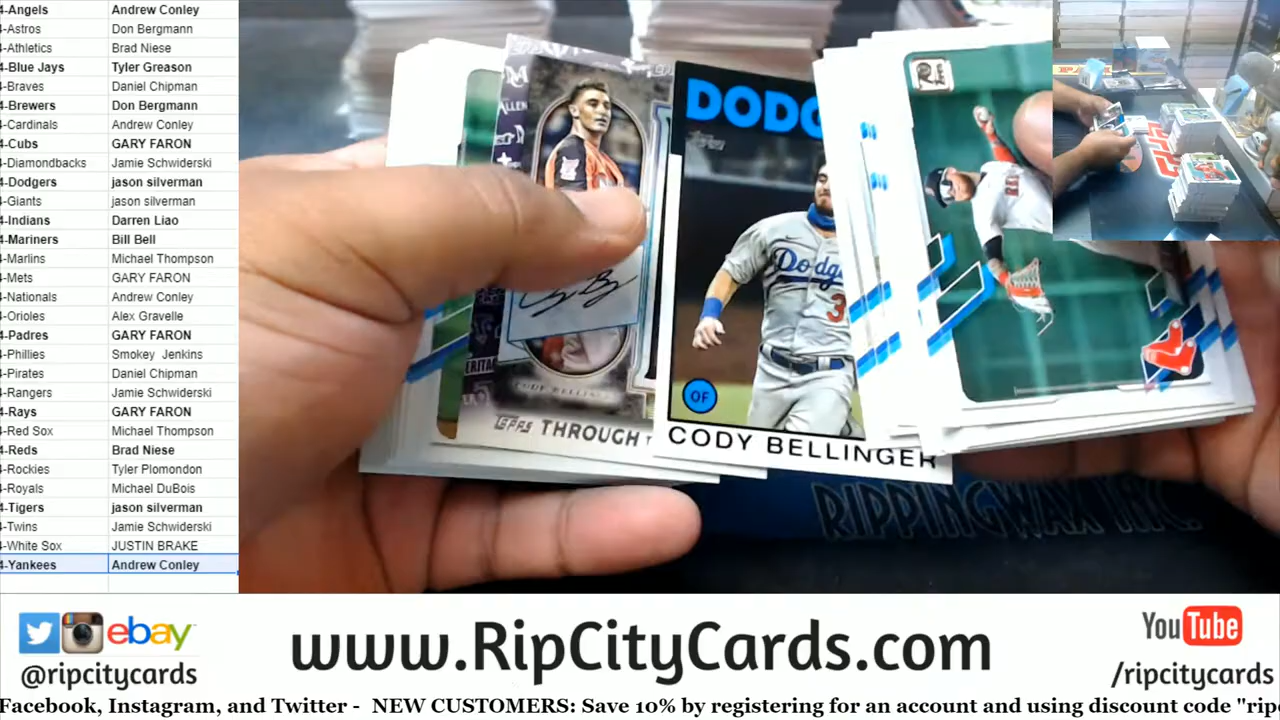 4-Angels Andrew Conley
4-Astros Don Bergmann
4-Athletics Brad Niese
4-Blue Jays Tyler Greason
4-Braves Daniel Chipman
4-Brewers Don Bergmann
4-Cardinals Andrew Conley
4-Cubs GARY FARON
4-Diamondbacks Jamie Schwiderski
4-Dodgers jason silverman
4-Giants jason silverman
4-Indians Darren Liao
4-Mariners Bill Bell
4-Marlins Michael Thompson
4-Mets GARY FARON
4-Nationals Andrew Conley
4-Orioles Alex Gravelle
4-Padres GARY FARON
4-Phillies Smokey Jenkins
4-Pirates Daniel Chipman
4-Rangers Jamie Schwiderski
4-Rays GARY FARON
4-Red Sox Michael Thompson
4-Reds Brad Niese
4-Rockies Tyler Plomondon
4-Royals Michael DuBois
4-Tigers jason silverman
4-Twins Jamie Schwiderski
4-White Sox JUSTIN BRAKE
4-Yankees Andrew Conley
DODG
Topps
Dodg
3
OF
CODY BELLINGER
TOPPS THROUGH
RIPPINGWAX
ebay
@ripcitycards
www.RipCityCards.com
YouTube
/ripcitycards
Facebook, Instagram, and Twitter - NEW CUSTOMERS: Save 10% by registering for an account and using discount code "ripc